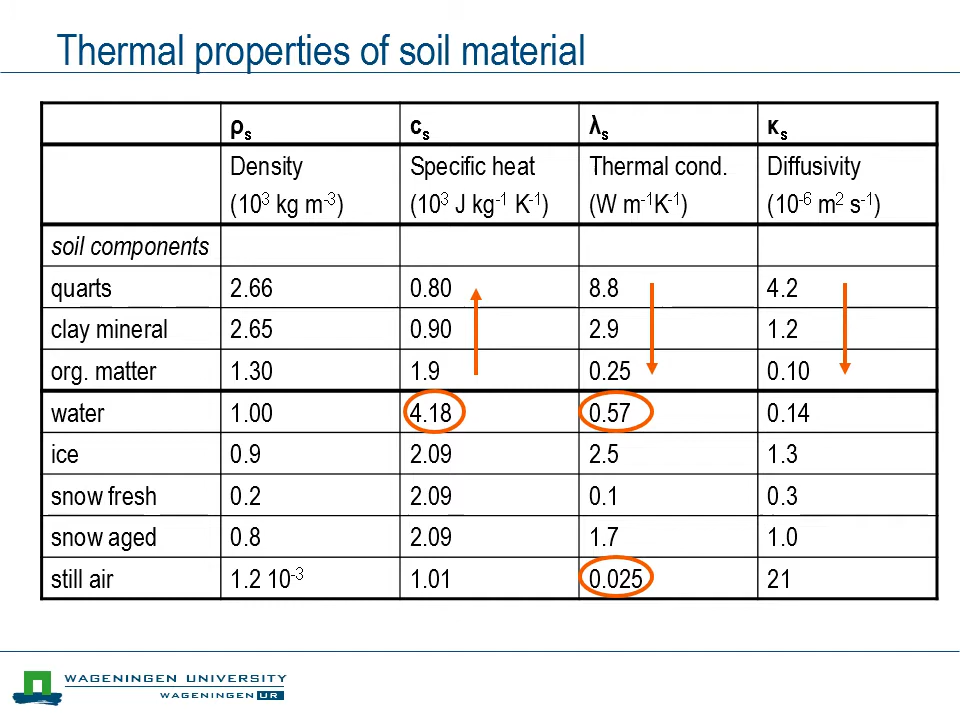 Thermal properties of soil material
ρs cs λs κs
Density Specific heat Thermal cond. Diffusivity
(10³ kg m⁻³) (10³ J kg⁻¹ K⁻¹) (W m⁻¹K⁻¹) (10⁻⁶ m² s⁻¹)
soil components
quarts 2.66 0.80 8.8 4.2
clay mineral 2.65 0.90 2.9 1.2
org. matter 1.30 1.9 0.25 0.10
water 1.00 4.18 0.57 0.14
ice 0.9 2.09 2.5 1.3
snow fresh 0.2 2.09 0.1 0.3
snow aged 0.8 2.09 1.7 1.0
still air 1.2 10⁻³ 1.01 0.025 21
WAGENINGEN UNIVERSITY
WAGENINGEN UR